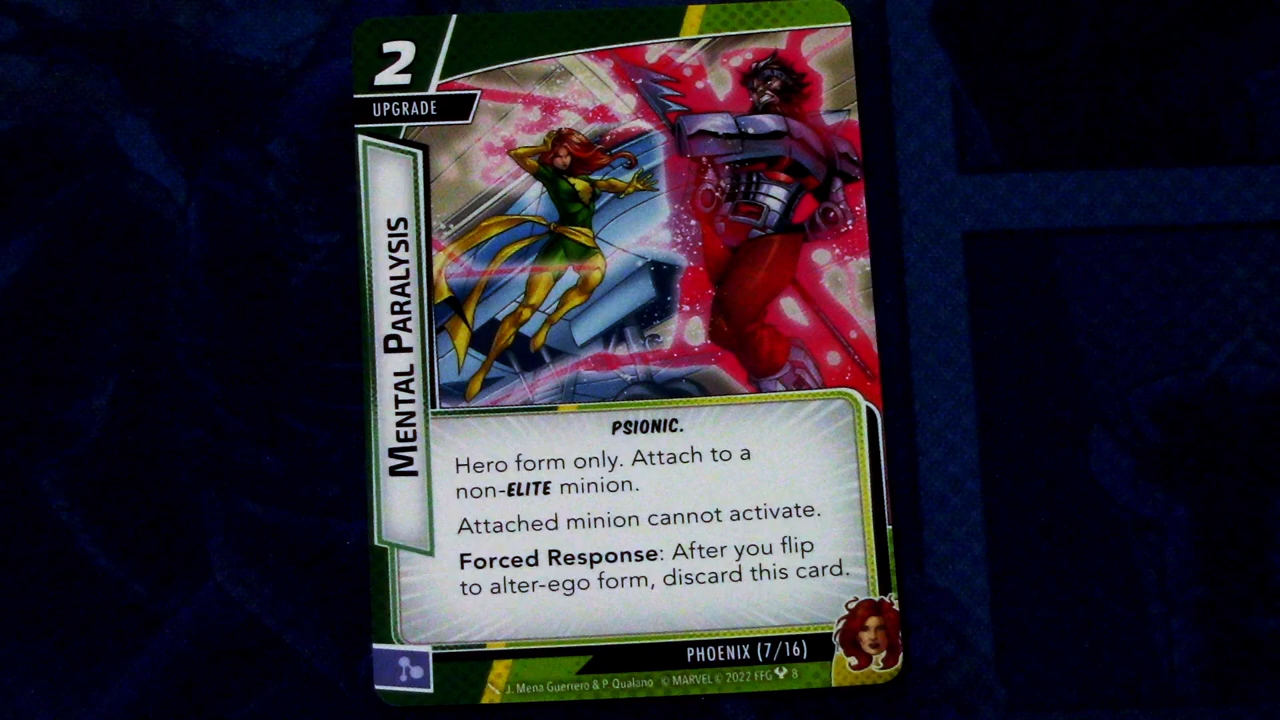 2
UPGRADE
MENTAL PARALYSIS
PSIONIC.
Hero form only. Attach to a
non-ELITE minion.
Attached minion cannot activate.
Forced Response: After you flip
to alter-ego form, discard this card.
PHOENIX (7/16)
J. Mena Guerrero & P. Qualano © MARVEL © 2022 FFG 8